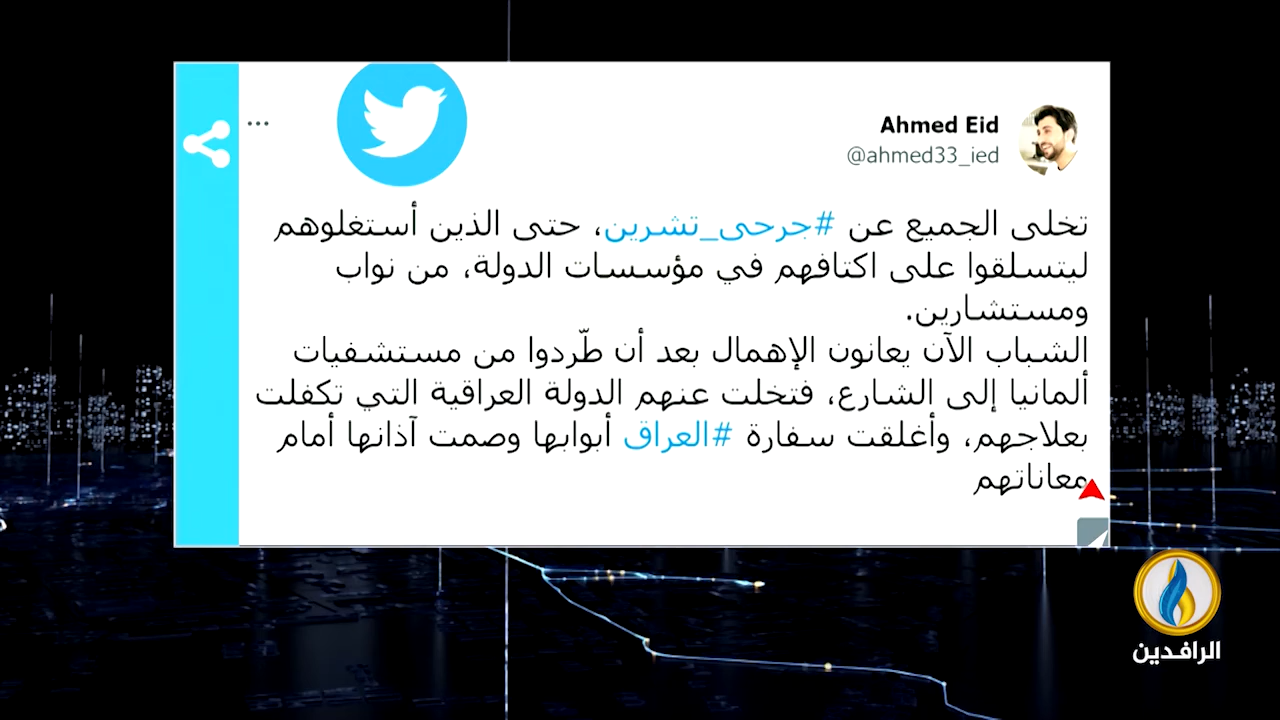 Ahmed Eid
@ahmed33_ied
تخلى الجميع عن #جرحى_تشرين، حتى الذين أستغلوهم
ليتسلقوا على اكتافهم في مؤسسات الدولة، من نواب
ومستشارين.
الشباب الآن يعانون الإهمال بعد أن طّردوا من مستشفيات
ألمانيا إلى الشارع، فتخلت عنهم الدولة العراقية التي تكفلت
بعلاجهم، وأغلقت سفارة #العراق أبوابها وصمت آذانها أمام
معاناتهم
الرافدين